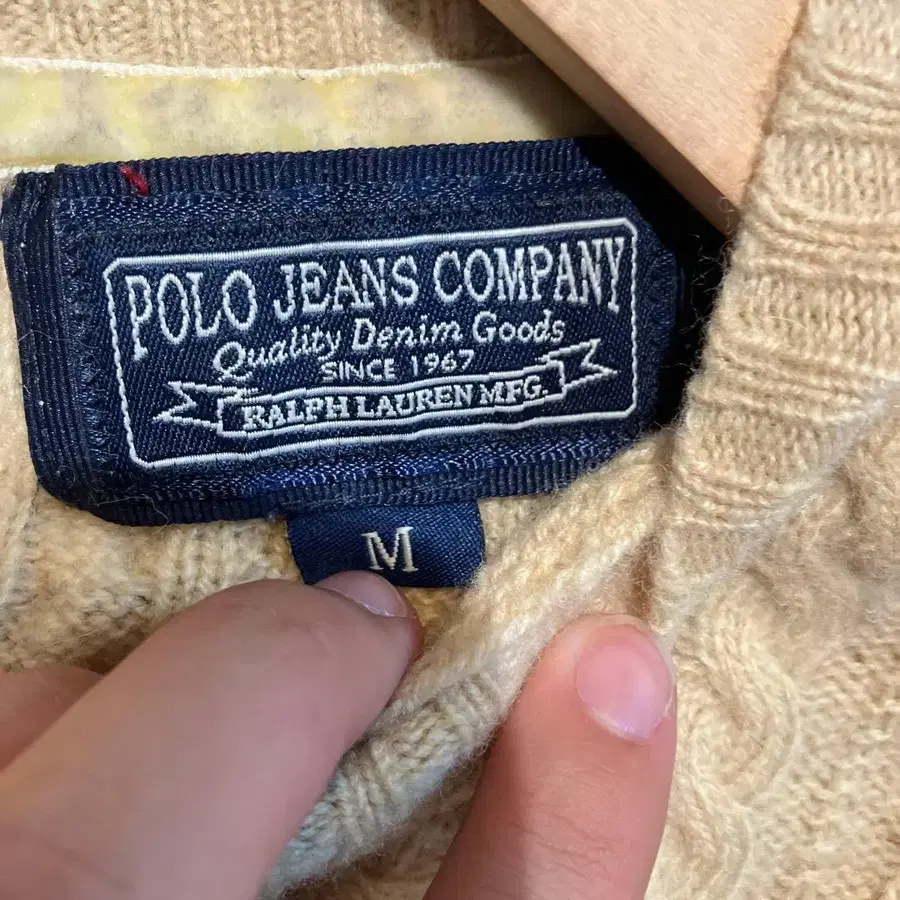 POLO JEANS COMPANY
Quality Denim Goods
SINCE 1967
RALPH LAUREN MFG.
M